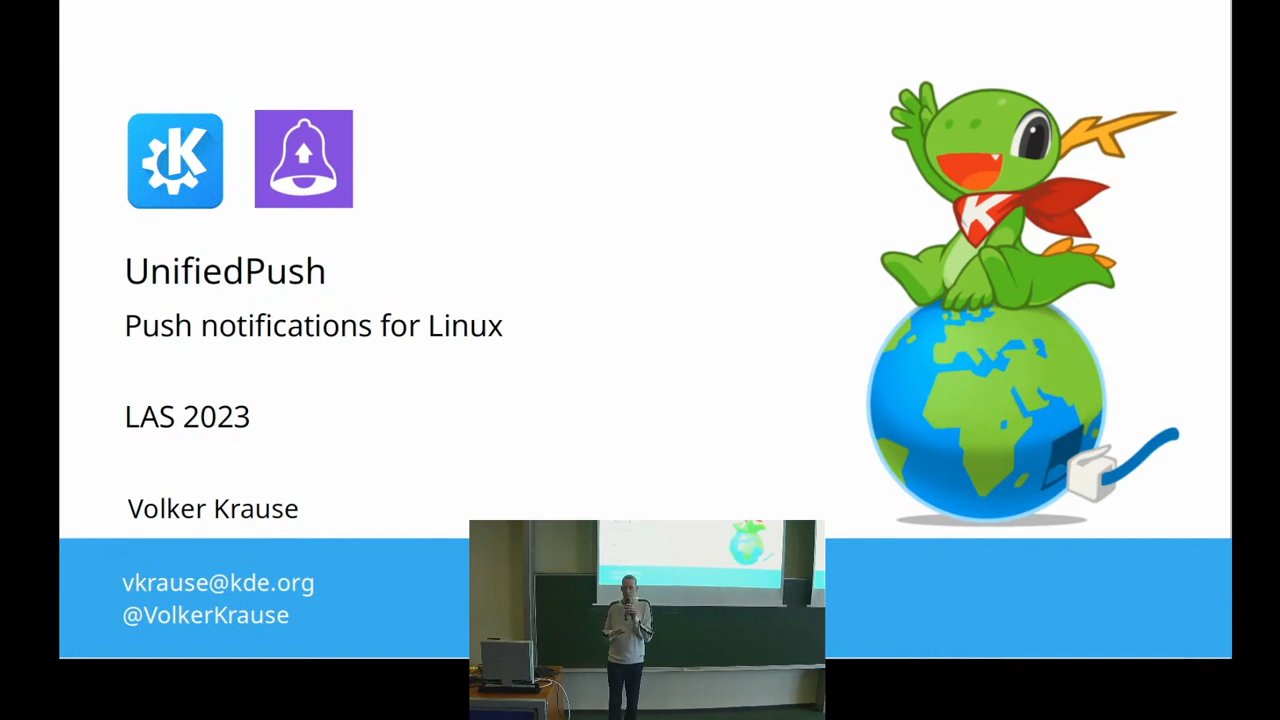 K
UnifiedPush
Push notifications for Linux
LAS 2023
Volker Krause
vkrause@kde.org
@VolkerKrause
K